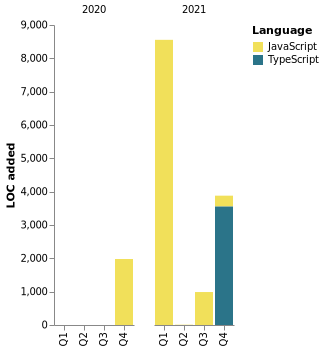 2020 2021
Language
JavaScript
TypeScript
LOC added
9,000
8,000
7,000
6,000
5,000
4,000
3,000
2,000
1,000
0
Q1 Q2 Q3 Q4 Q1 Q2 Q3 Q4